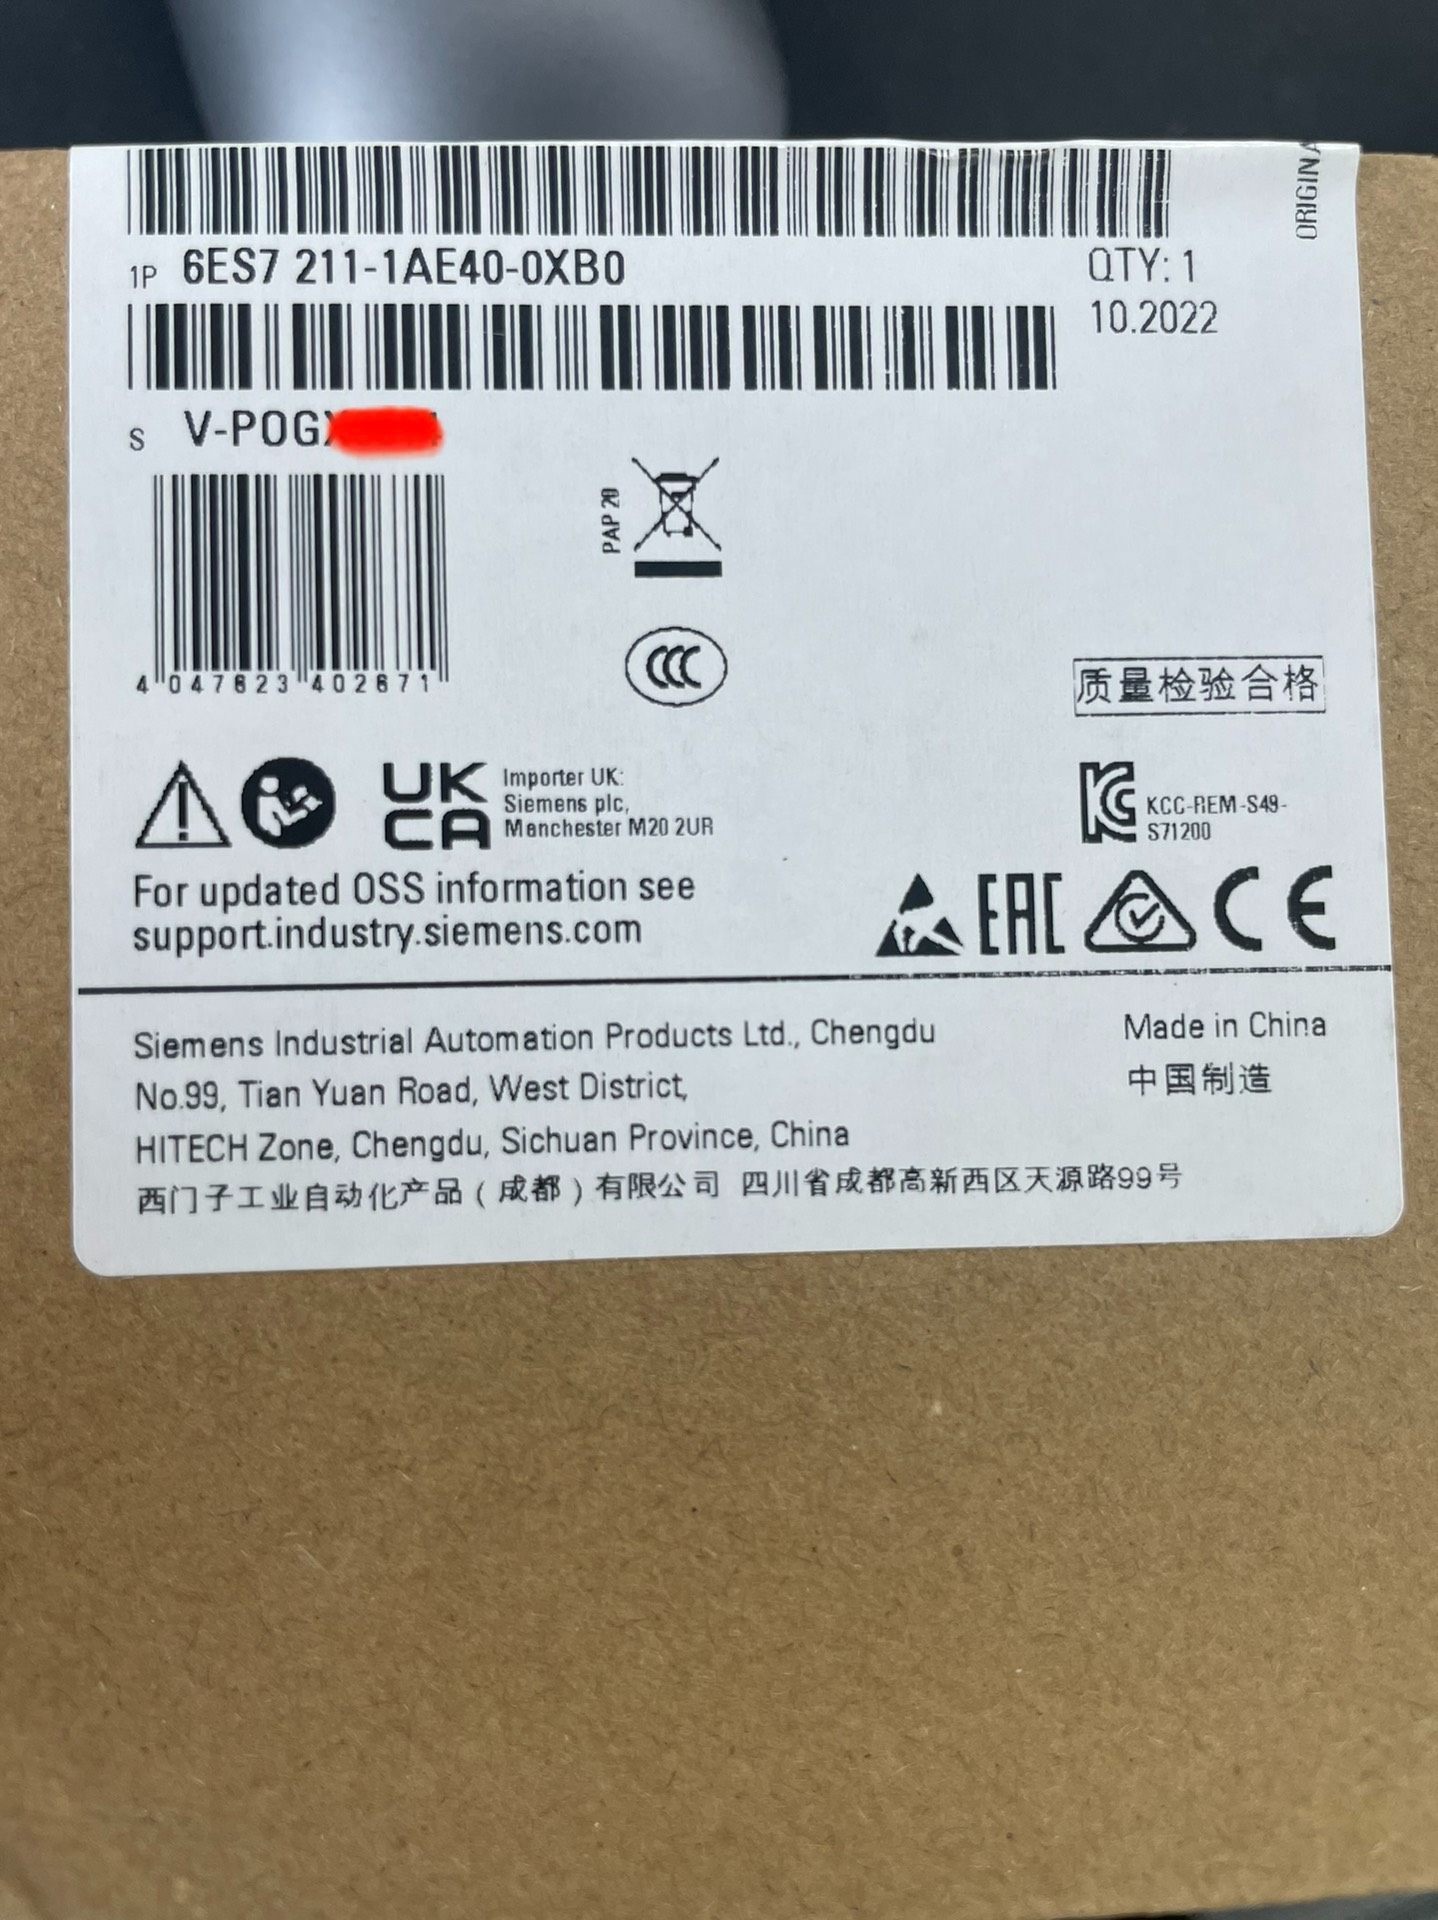 ORIGINA
1P 6ES7 211-1AE40-0XB0
QTY: 1
10.2022
S V-POG
PAP 20
4 047623 402671
CCC
质量检验合格
UK
CA
Importer UK:
Siemens plc,
Manchester M20 2UR
KCC-REM-S49-
S71200
For updated OSS information see
support.industry.siemens.com
EAC
CE
Siemens Industrial Automation Products Ltd., Chengdu
Made in China
No.99, Tian Yuan Road, West District,
中国制造
HITECH Zone, Chengdu, Sichuan Province, China
西门子工业自动化产品(成都)有限公司 四川省成都高新西区天源路99号